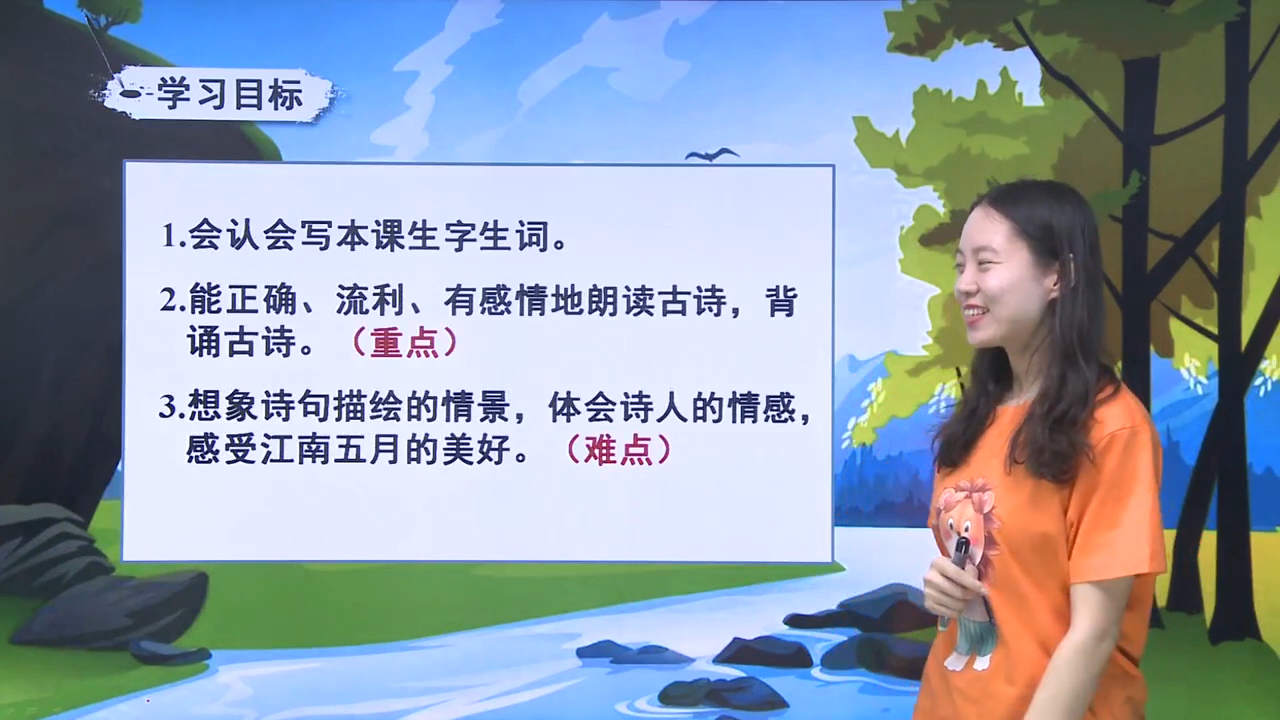 学习目标
1.会认会写本课生字生词。
2.能正确、流利、有感情地朗读古诗，背
诵古诗。（重点）
3.想象诗句描绘的情景，体会诗人的情感，
感受江南五月的美好。（难点）